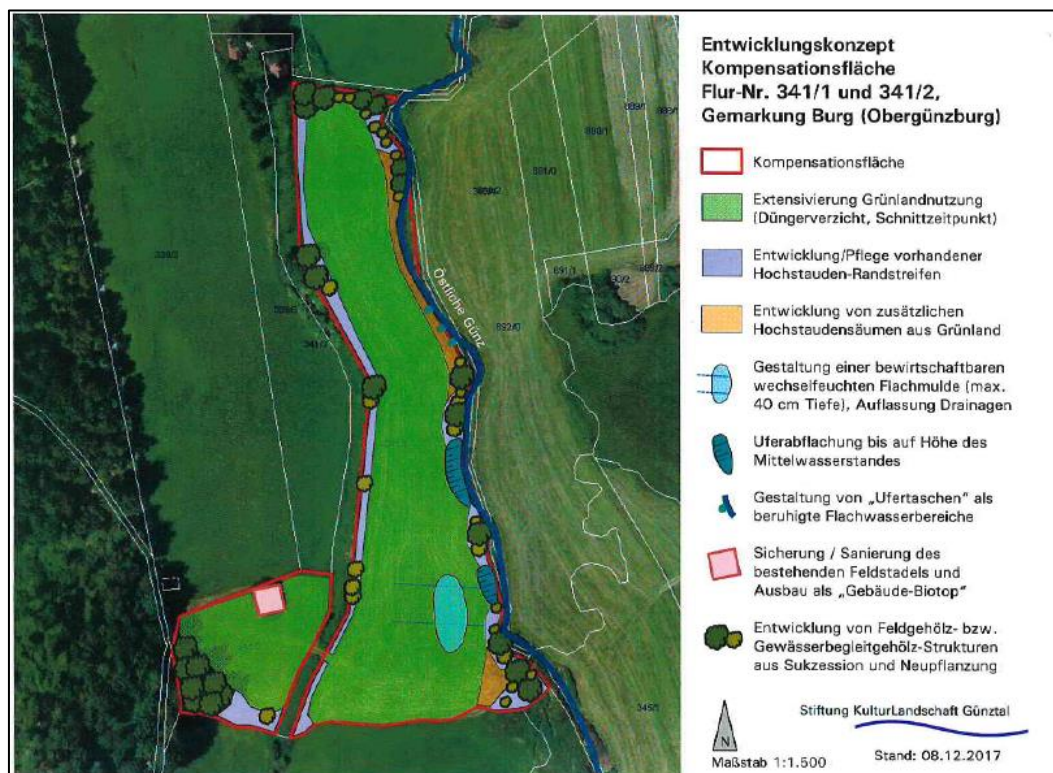 Entwicklungskonzept
Kompensationsfläche
Flur-Nr. 341/1 und 341/2,
Gemarkung Burg (Obergünzburg)
Kompensationsfläche
Extensivierung Grünlandnutzung
(Düngerverzicht, Schnittzeitpunkt)
Entwicklung/Pflege vorhandener
Hochstauden-Randstreifen
Entwicklung von zusätzlichen
Hochstaudensäumen aus Grünland
Gestaltung einer bewirtschaftbaren
wechselfeuchten Flachmulde (max.
40 cm Tiefe), Auflassung Drainagen
Uferabflachung bis auf Höhe des
Mittelwasserstandes
Gestaltung von „Ufertaschen" als
beruhigte Flachwasserbereiche
Sicherung / Sanierung des
bestehenden Feldstadels und
Ausbau als „Gebäude-Biotop"
Entwicklung von Feldgehölz- bzw.
Gewässerbegleitgehölz-Strukturen
aus Sukzession und Neupflanzung
Stiftung KulturLandschaft Günztal
N
Maßstab 1:1.500
Stand: 08.12.2017
Östliche Günz
892/0
891/1